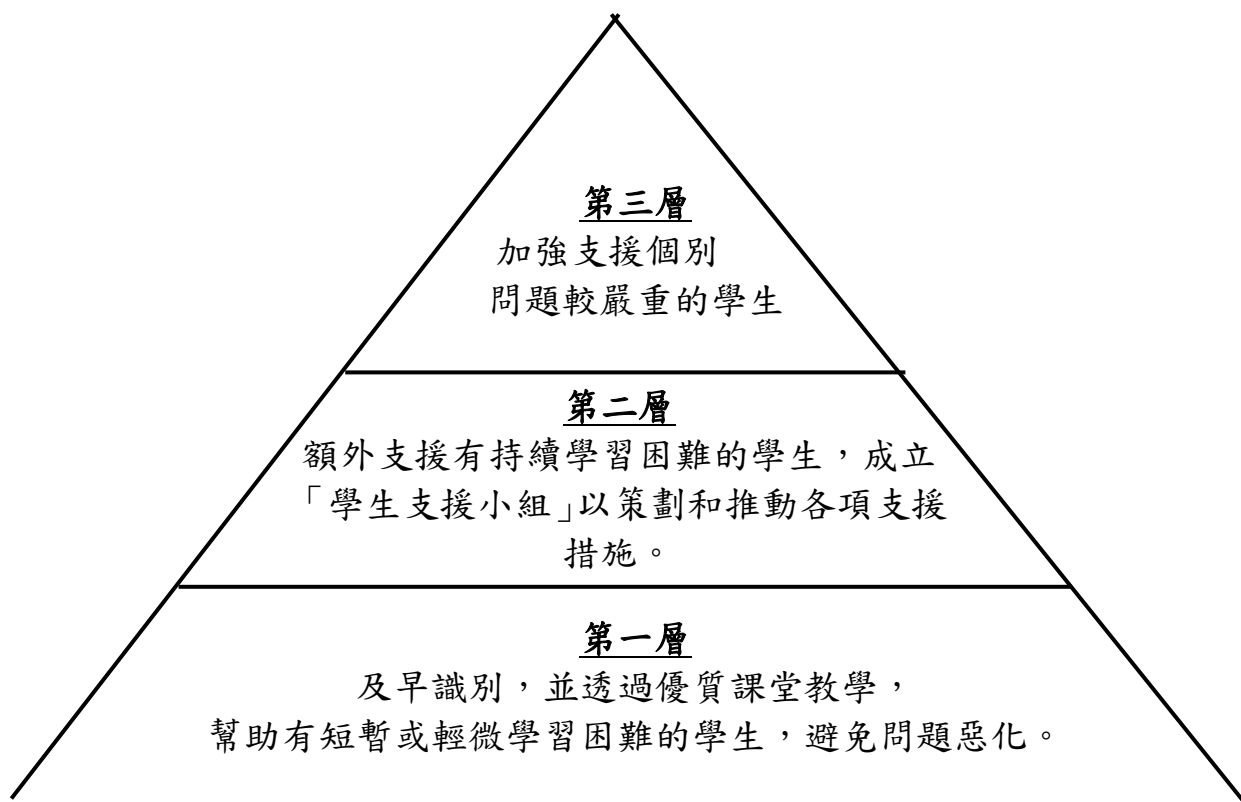 第三層
加強支援個別
問題較嚴重的學生
第二層
額外支援有持續學習困難的學生，成立
「學生支援小組」以策劃和推動各項支援
措施。
第一層
及早識別，並透過優質課堂教學，
幫助有短暫或輕微學習困難的學生，避免問題惡化。